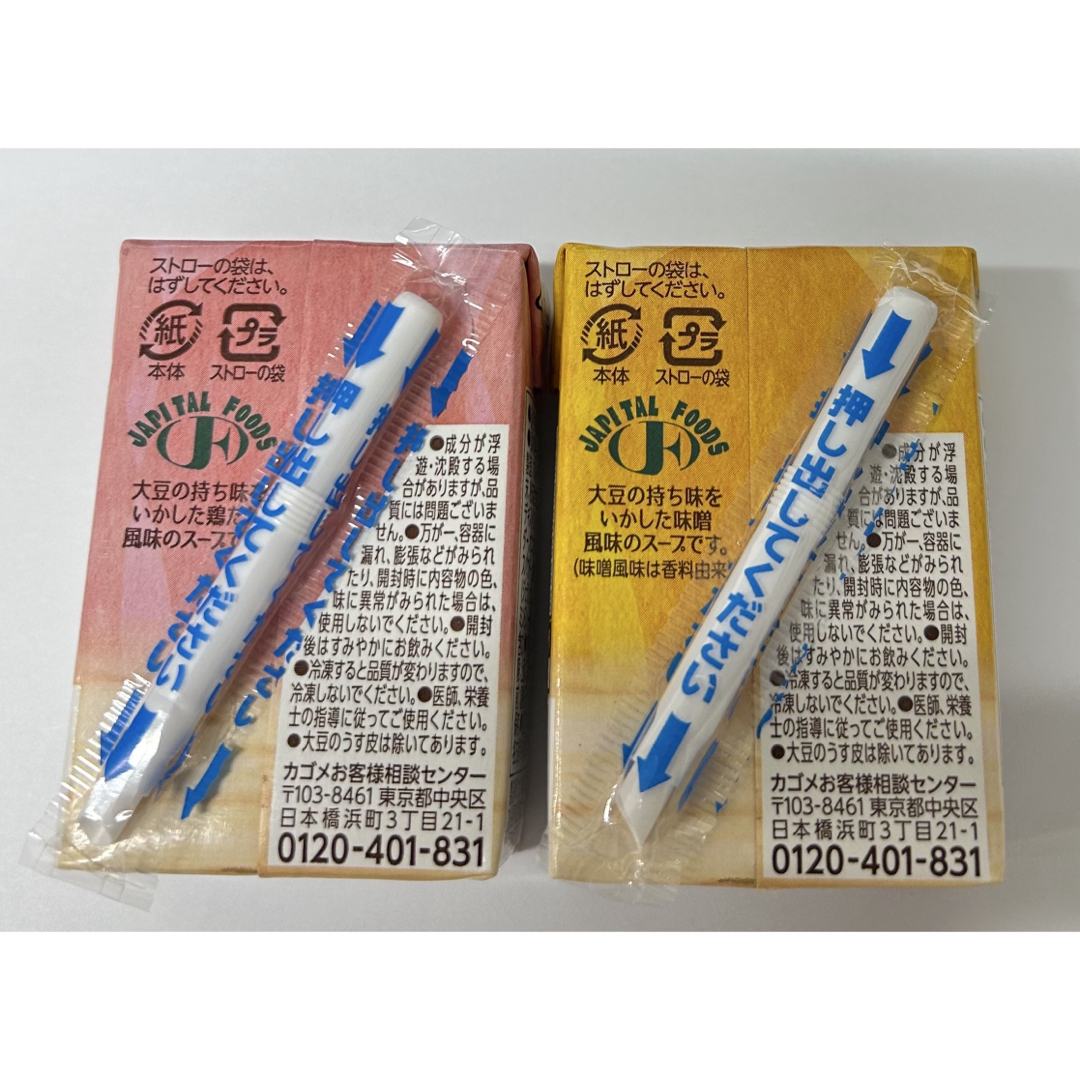 ストローの袋は、
はずしてください。
紙
プラ
本体
ストローの袋
JAPITAL FOODS
大豆の持ち味を
いかした鶏だ
風味のスープで
押し出してください
●成分が浮
遊・沈殿する場
合がありますが、品
質には問題ございま
せん。●万が一、容器に
漏れ、膨張などがみられ
たり、開封時に内容物の色、
味に異常がみられた場合は、
使用しないでください。●開封
後はすみやかにお飲みください。
●冷凍すると品質が変わりますので、
冷凍しないでください。●医師、栄養
士の指導に従ってご使用ください。
●大豆のうす皮は除いてあります。
カゴメお客様相談センター
〒103-8461 東京都中央区
日本橋浜町3丁目21-1
0120-401-831
ストローの袋は、
はずしてください。
紙
プラ
本体
ストローの袋
JAPITAL FOODS
大豆の持ち味を
いかした味噌
風味のスープです。
(味噌風味は香料由来
押し出してください
●成分が浮
遊・沈殿する場
合がありますが、品
質には問題ございま
せん。●万が一、容器に
漏れ、膨張などがみられ
たり、開封時に内容物の色、
味に異常がみられた場合は、
使用しないでください。●開封
後はすみやかにお飲みください。
●冷凍すると品質が変わりますので、
冷凍しないでください。●医師、栄養
士の指導に従ってご使用ください。
●大豆のうす皮は除いてあります。
カゴメお客様相談センター
〒103-8461 東京都中央区
日本橋浜町3丁目21-1
0120-401-831